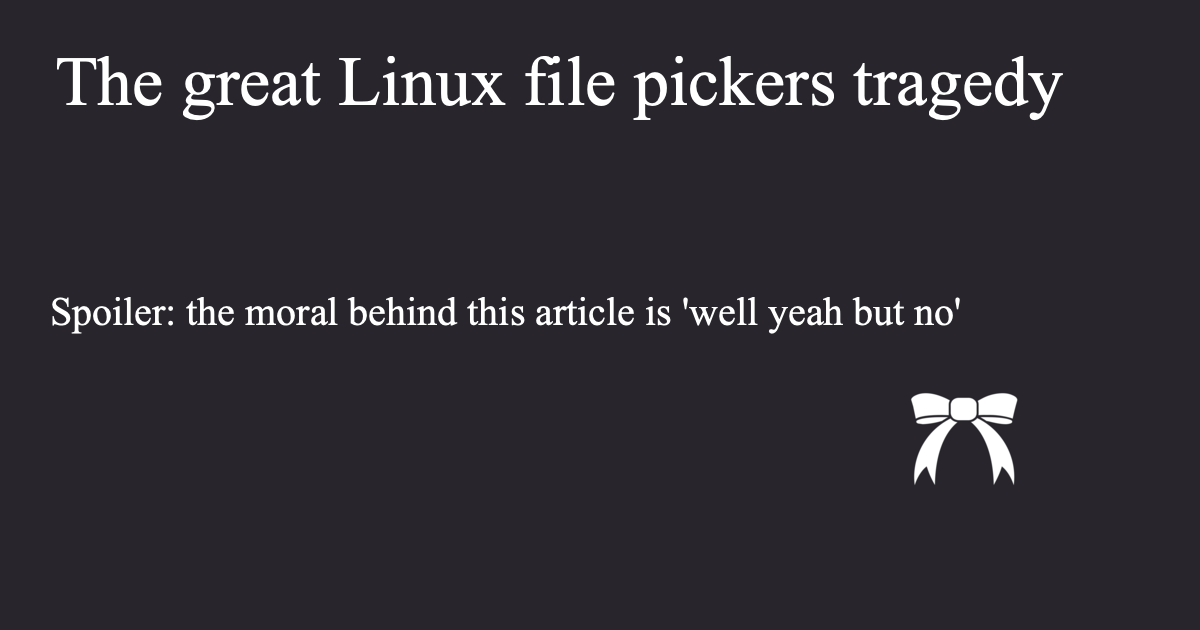 The great Linux file pickers tragedy
Spoiler: the moral behind this article is 'well yeah but no'